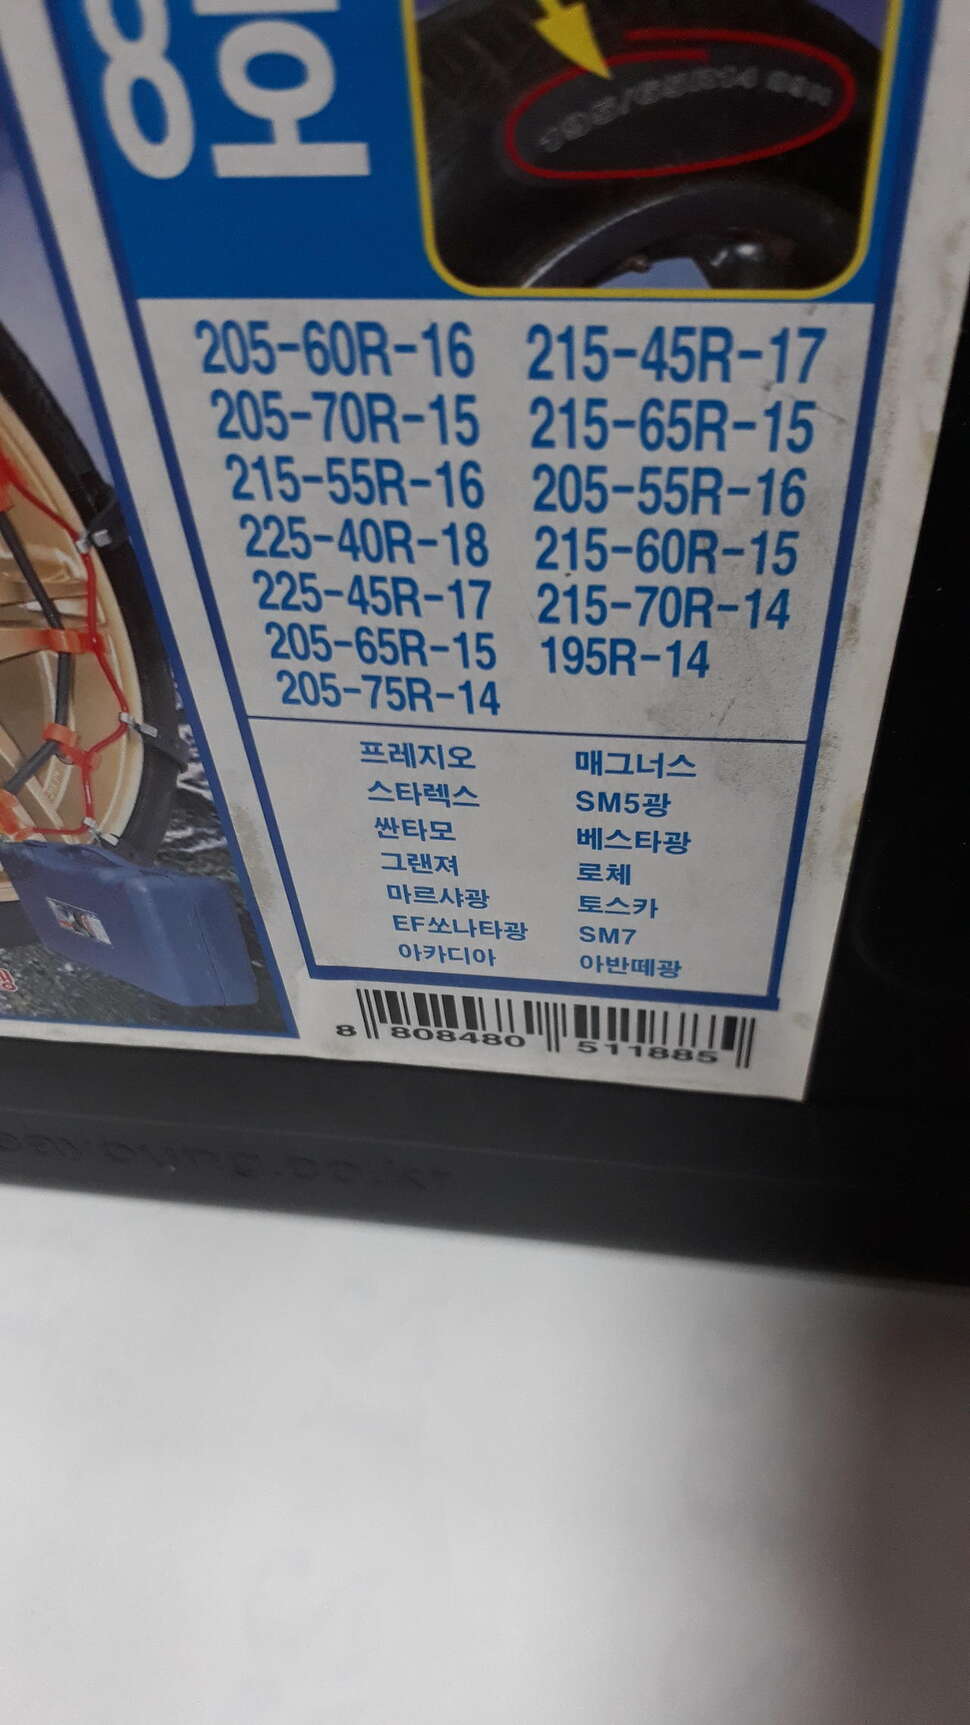 205-60R-16 215-45R-17
205-70R-15 215-65R-15
215-55R-16 205-55R-16
225-40R-18 215-60R-15
225-45R-17 215-70R-14
205-65R-15 195R-14
205-75R-14
프레지오 매그너스
스타렉스 SM5광
싼타모 베스타광
그랜져 로체
마르샤광 토스카
EF쏘나타광 SM7
아카디아 아반떼광
8 808480 511885